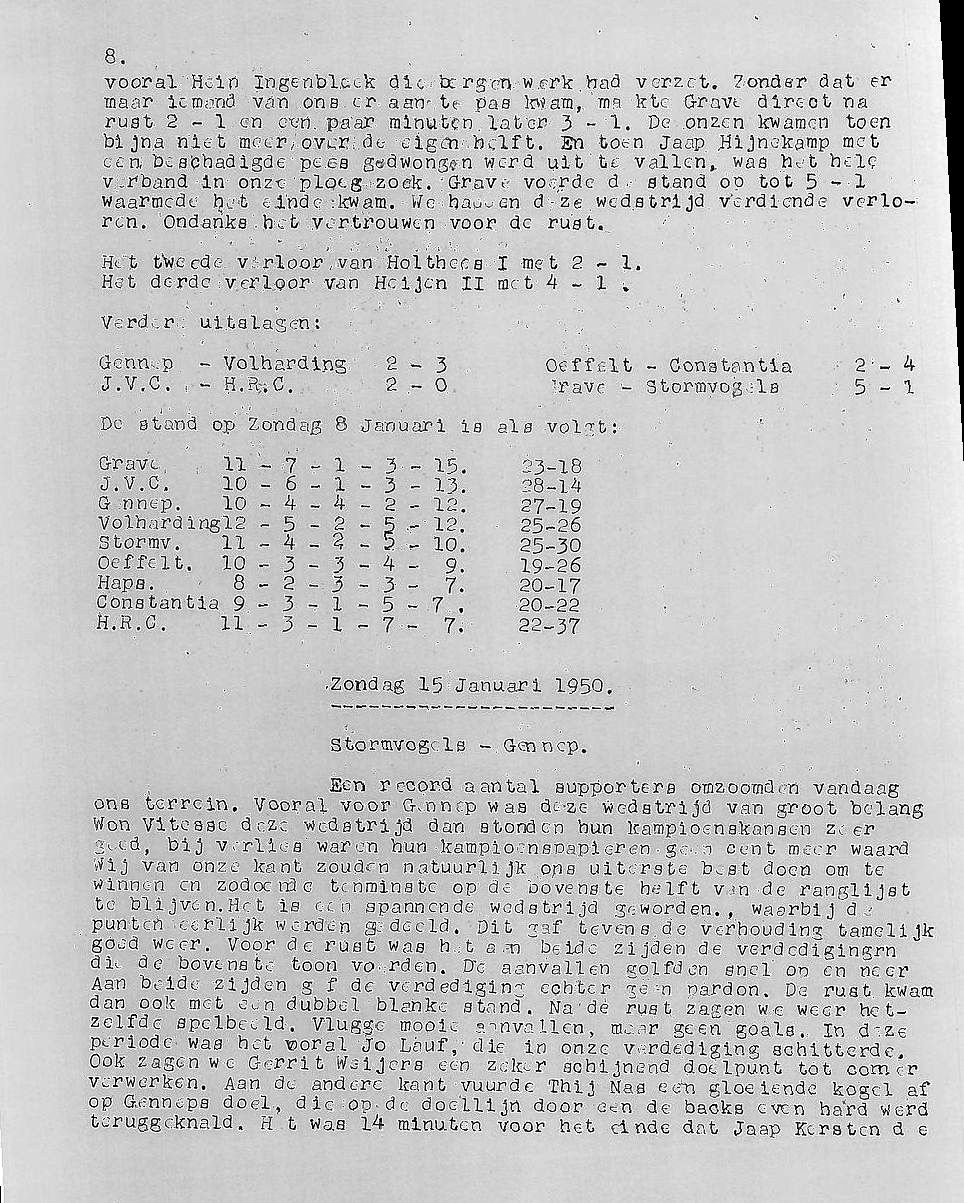 8.
vooral Hein Ingenbleek die bergen werk had verzet. Zonder dat er
maar iemand van ons er aan te pas kwam, ma kte Grave direct na
rust 2 - 1 en een paar minuten later 3 - 1. De onzen kwamen toen
bijna niet meer over de eigen helft. En toen Jaap Hijnekamp met
een beschadigde pees gedwongen werd uit te vallen, was het hele
verband in onze ploeg zoek. Grave voerde de stand op tot 5 - 1
waarmede het einde kwam. We hadden deze wedstrijd verdiende verlo-
ren. Ondanks het vertrouwen voor de rust.
Het tweede verloor van Holthees I met 2 - 1.
Het derde verloor van Heijen II met 4 - 1 .
Verdere uitslagen:
Gennep - Volharding 2 - 3 Oeffelt - Constantia 2 - 4
J.V.C. - H.R.C. 2 - 0 Grave - Stormvogels 5 - 1
De stand op Zondag 8 Januari is als volgt:
Grave. 11 - 7 - 1 - 3 - 15. 23-18
J.V.C. 10 - 6 - 1 - 3 - 13. 28-14
Gennep. 10 - 4 - 4 - 2 - 12. 27-19
Volharding12 - 5 - 2 - 5 - 12. 25-26
Stormv. 11 - 4 - 2 - 5 - 10. 25-30
Oeffelt. 10 - 3 - 3 - 4 - 9. 19-26
Haps. 8 - 2 - 3 - 3 - 7. 20-17
Constantia 9 - 3 - 1 - 5 - 7 . 20-22
H.R.C. 11 - 3 - 1 - 7 - 7. 22-37
Zondag 15 Januari 1950.
-----------------------
Stormvogels - Gennep.
Een record aantal supporters omzoomden vandaag
ons terrein. Vooral voor Gennep was deze wedstrijd van groot belang
Won Vitesse deze wedstrijd dan stonden hun kampioenskansen zeer
goed, bij verlies waren hun kampioenspapieren geen cent meer waard
Wij van onze kant zouden natuurlijk ons uiterste best doen om te
winnen en zodoende tenminste op de bovenste helft van de ranglijst
te blijven.Het is een spannende wedstrijd geworden., waarbij de
punten eerlijk werden gedeeld. Dit gaf tevens de verhouding tamelijk
goed weer. Voor de rust was het aan beide zijden de verdedigingrn
die de bovenste toon voerden. De aanvallen golfden snel op en neer
Aan beide zijden g f de verdediging echter geen pardon. De rust kwam
dan ook met een dubbel blanke stand. Na de rust zagen we weer het-
zelfde spelbeeld. Vlugge mooie aanvallen, maar geen goals. In deze
periode was het vooral Jo Lauf, die in onze verdediging schitterde.
Ook zagen we Gerrit Weijers een zeker schijnend doelpunt tot corner
verwerken. Aan de andere kant vuurde Thij Nas een gloeiende kogel af
op Genneps doel, die op de doellijn door een de backs even hard werd
teruggeknald. H t was 14 minuten voor het einde dat Jaap Kersten d e